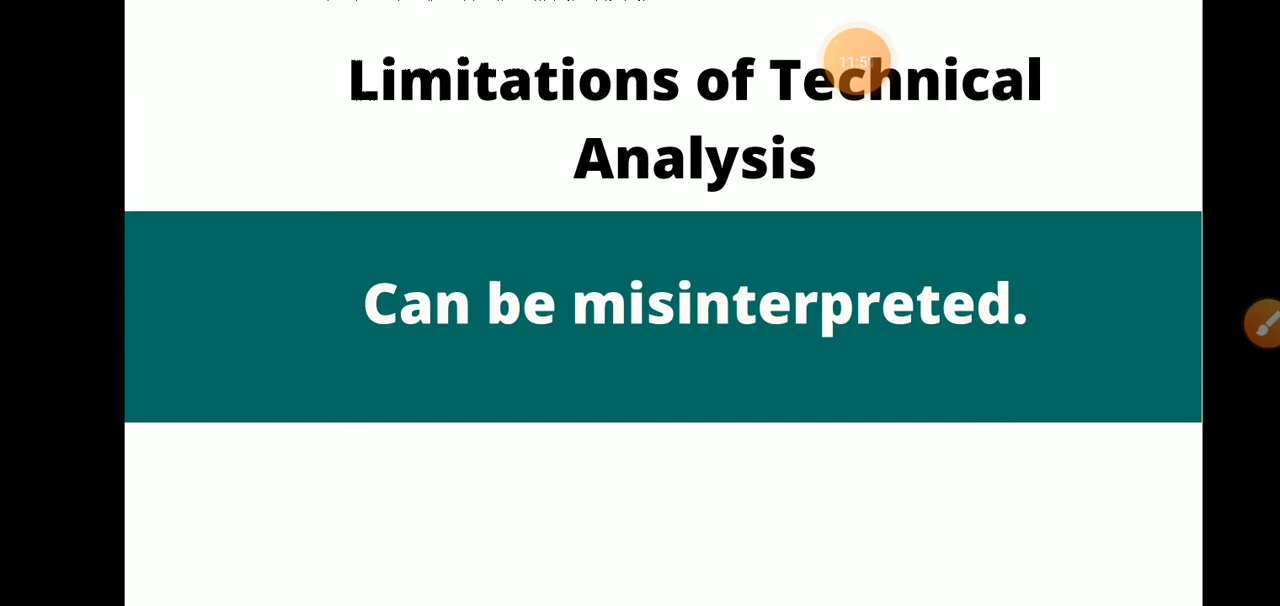 Limitations of Technical
Analysis
Can be misinterpreted.